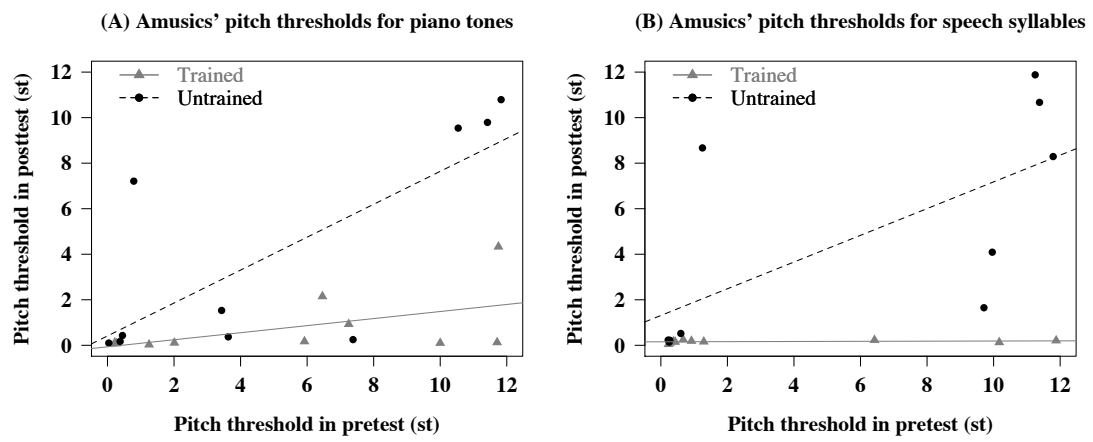 (A) Amusics’ pitch thresholds for piano tones
Pitch threshold in posttest (st)
12
10
8
6
4
2
0
Trained
Untrained
0 2 4 6 8 10 12
Pitch threshold in pretest (st)
(B) Amusics’ pitch thresholds for speech syllables
Pitch threshold in posttest (st)
12
10
8
6
4
2
0
Trained
Untrained
0 2 4 6 8 10 12
Pitch threshold in pretest (st)